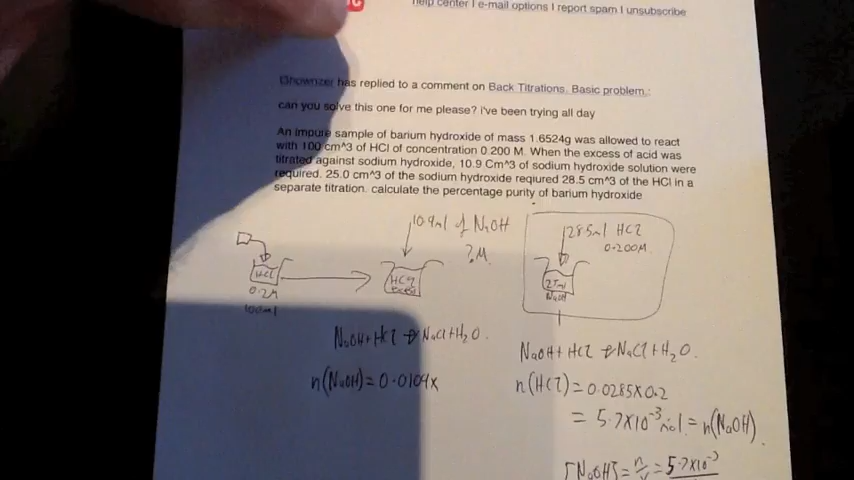 help center | e-mail options | report spam | unsubscribe
has replied to a comment on Back Titrations. Basic problem.:
can you solve this one for me please? i've been trying all day
An impure sample of barium hydroxide of mass 1.6524g was allowed to react
with 100 cm^3 of HCl of concentration 0.200 M. When the excess of acid was
titrated against sodium hydroxide, 10.9 Cm^3 of sodium hydroxide solution were
required. 25.0 cm^3 of the sodium hydroxide reqiured 28.5 cm^3 of the HCl in a
separate titration. calculate the percentage purity of barium hydroxide
10.9ml of NaOH
?M
28.5ml HCl
0.200M
HCl
0.2M
100ml
HCl
excess
25ml
NaOH
NaOH + HCl → NaCl + H2O.
n(NaOH) = 0.0109x
NaOH + HCl → NaCl + H2O.
n(HCl) = 0.0285x0.2
= 5.7x10^-3 mol = n(NaOH).
[NaOH] = n/v = 5.7x10^-3